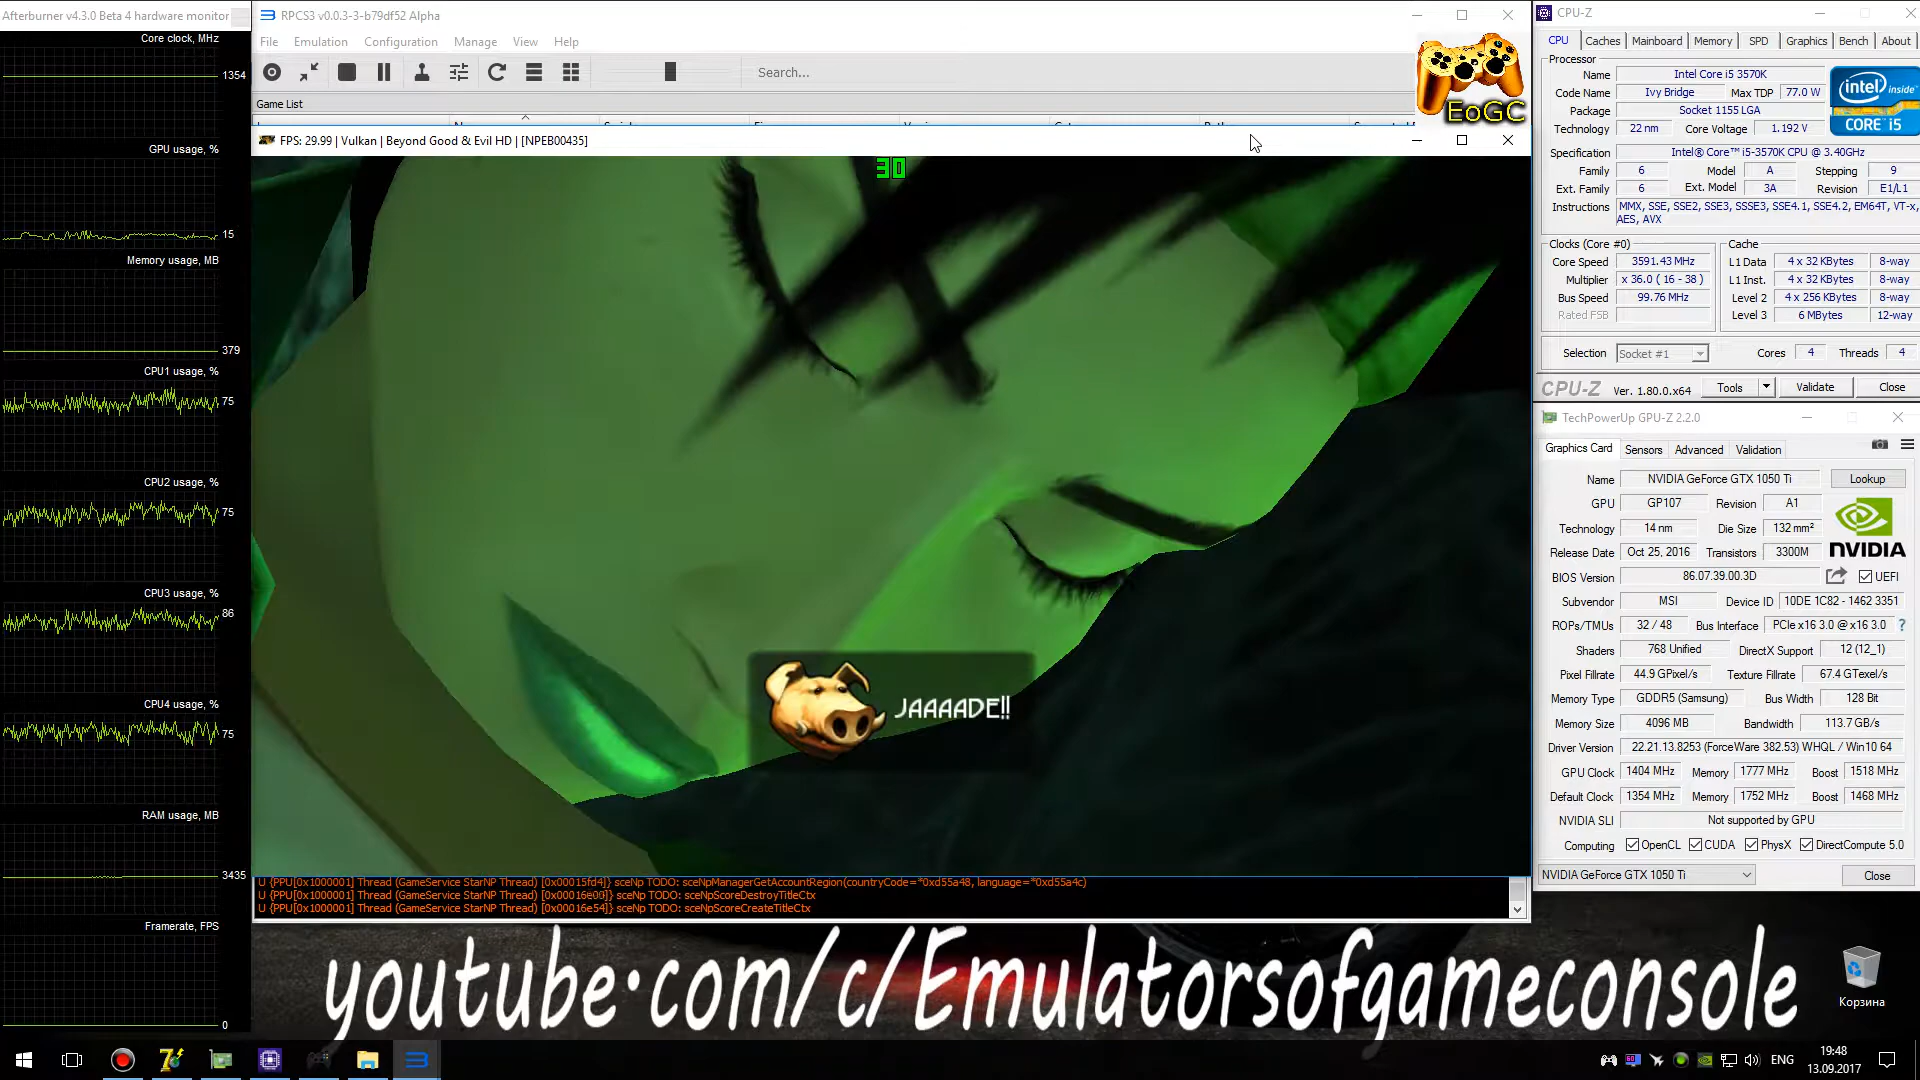 Afterburner v4.3.0 Beta 4 hardware monitor
Core clock, MHz
1354
GPU usage, %
15
Memory usage, MB
379
CPU1 usage, %
75
CPU2 usage, %
75
CPU3 usage, %
86
CPU4 usage, %
75
RAM usage, MB
3435
Framerate, FPS
0
RPCS3 v0.0.3-3-b79df52 Alpha
File Emulation Configuration Manage View Help
Search...
EoGC
Game List
FPS: 29.99 | Vulkan | Beyond Good & Evil HD | [NPEB00435]
30
JAAAADE!!
U {PPU[0x1000001] Thread (GameService StarNP Thread) [0x00015fd4]} sceNp TODO: sceNpManagerGetAccountRegion(countryCode=*0xd55a48, language=*0xd55a4c)
U {PPU[0x1000001] Thread (GameService StarNP Thread) [0x00016e00]} sceNp TODO: sceNpScoreDestroyTitleCtx
U {PPU[0x1000001] Thread (GameService StarNP Thread) [0x00016e54]} sceNp TODO: sceNpScoreCreateTitleCtx
CPU-Z
CPU Caches Mainboard Memory SPD Graphics Bench About
Processor
Name Intel Core i5 3570K
Code Name Ivy Bridge Max TDP 77.0 W
Package Socket 1155 LGA
Technology 22 nm Core Voltage 1.192 V
intel inside™
CORE™ i5
Specification Intel® Core™ i5-3570K CPU @ 3.40GHz
Family 6 Model A Stepping 9
Ext. Family 6 Ext. Model 3A Revision E1/L1
Instructions MMX, SSE, SSE2, SSE3, SSSE3, SSE4.1, SSE4.2, EM64T, VT-x,
AES, AVX
Clocks (Core #0) Cache
Core Speed 3591.43 MHz L1 Data 4 x 32 KBytes 8-way
Multiplier x 36.0 ( 16 - 38 ) L1 Inst. 4 x 32 KBytes 8-way
Bus Speed 99.76 MHz Level 2 4 x 256 KBytes 8-way
Rated FSB Level 3 6 MBytes 12-way
Selection Socket #1 Cores 4 Threads 4
CPU-Z Ver. 1.80.0.x64 Tools Validate Close
TechPowerUp GPU-Z 2.2.0
Graphics Card Sensors Advanced Validation
Name NVIDIA GeForce GTX 1050 Ti Lookup
GPU GP107 Revision A1
Technology 14 nm Die Size 132 mm²
Release Date Oct 25, 2016 Transistors 3300M
NVIDIA
BIOS Version 86.07.39.00.3D UEFI
Subvendor MSI Device ID 10DE 1C82 - 1462 3351
ROPs/TMUs 32 / 48 Bus Interface PCIe x16 3.0 @ x16 3.0 ?
Shaders 768 Unified DirectX Support 12 (12_1)
Pixel Fillrate 44.9 GPixel/s Texture Fillrate 67.4 GTexel/s
Memory Type GDDR5 (Samsung) Bus Width 128 Bit
Memory Size 4096 MB Bandwidth 113.7 GB/s
Driver Version 22.21.13.8253 (ForceWare 382.53) WHQL / Win10 64
GPU Clock 1404 MHz Memory 1777 MHz Boost 1518 MHz
Default Clock 1354 MHz Memory 1752 MHz Boost 1468 MHz
NVIDIA SLI Not supported by GPU
Computing OpenCL CUDA PhysX DirectCompute 5.0
NVIDIA GeForce GTX 1050 Ti Close
youtube.com/c/Emulatorsofgameconsole
Корзина
ENG
19:48
13.09.2017